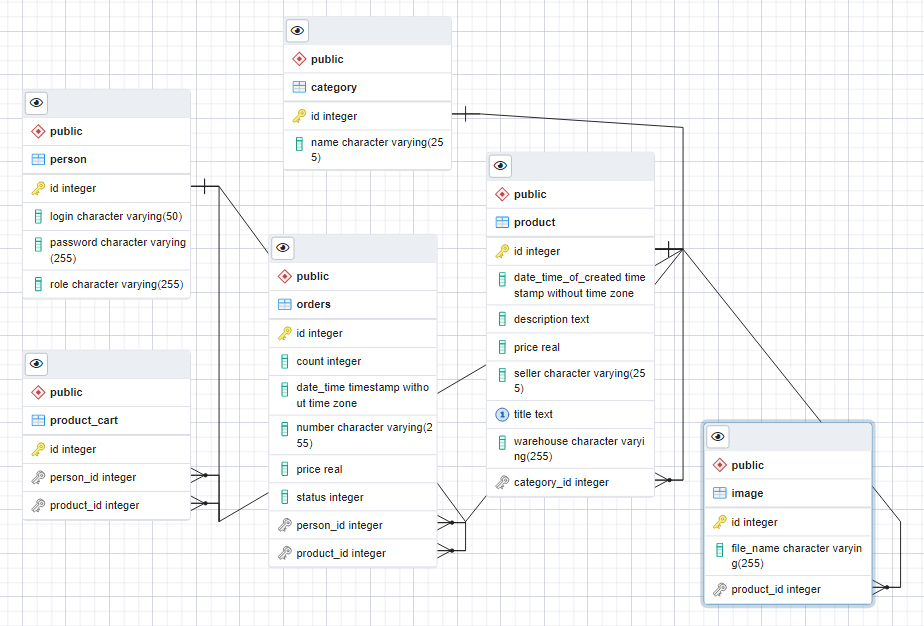 public
category
id integer
name character varying(25
5)
public
person
id integer
login character varying(50)
password character varying
(255)
role character varying(255)
public
product
id integer
date_time_of_created time
stamp without time zone
description text
price real
seller character varying(25
5)
1 title text
warehouse character varyi
ng(255)
category_id integer
public
orders
id integer
count integer
date_time timestamp witho
ut time zone
number character varying(2
55)
price real
status integer
person_id integer
product_id integer
public
product_cart
id integer
person_id integer
product_id integer
public
image
id integer
file_name character varyin
g(255)
product_id integer